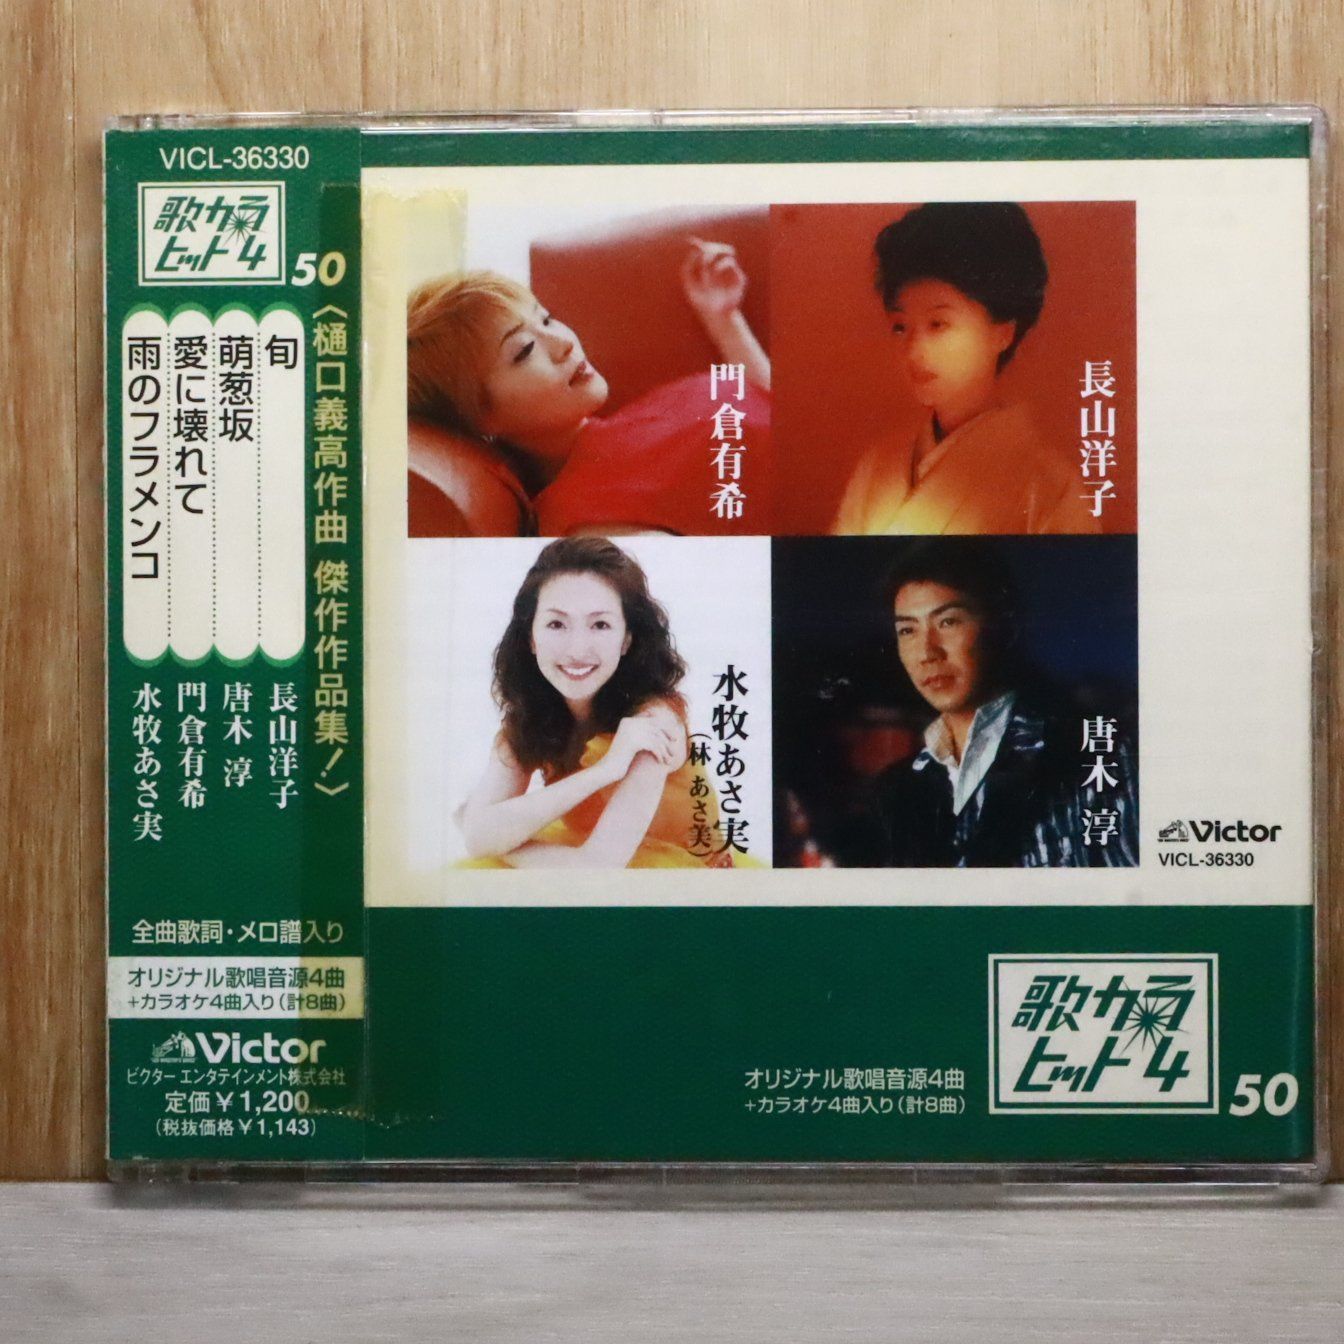 VICL-36330
歌カラ
ヒット4
50
〈樋口義高作曲 傑作作品集!〉
旬
萌葱坂
愛に壊れて
雨のフラメンコ
長山洋子
唐木 淳
門倉有希
水牧あさ実
全曲歌詞・メロ譜入り
オリジナル歌唱音源4曲
+カラオケ4曲入り(計8曲)
Victor
ビクター エンタテインメント株式会社
定価￥1,200
(税抜価格￥1,143)
門倉有希
長山洋子
水牧あさ実
(林 あさ美)
唐木 淳
Victor
VICL-36330
オリジナル歌唱音源4曲
+カラオケ4曲入り(計8曲)
歌カラ
ヒット4
50